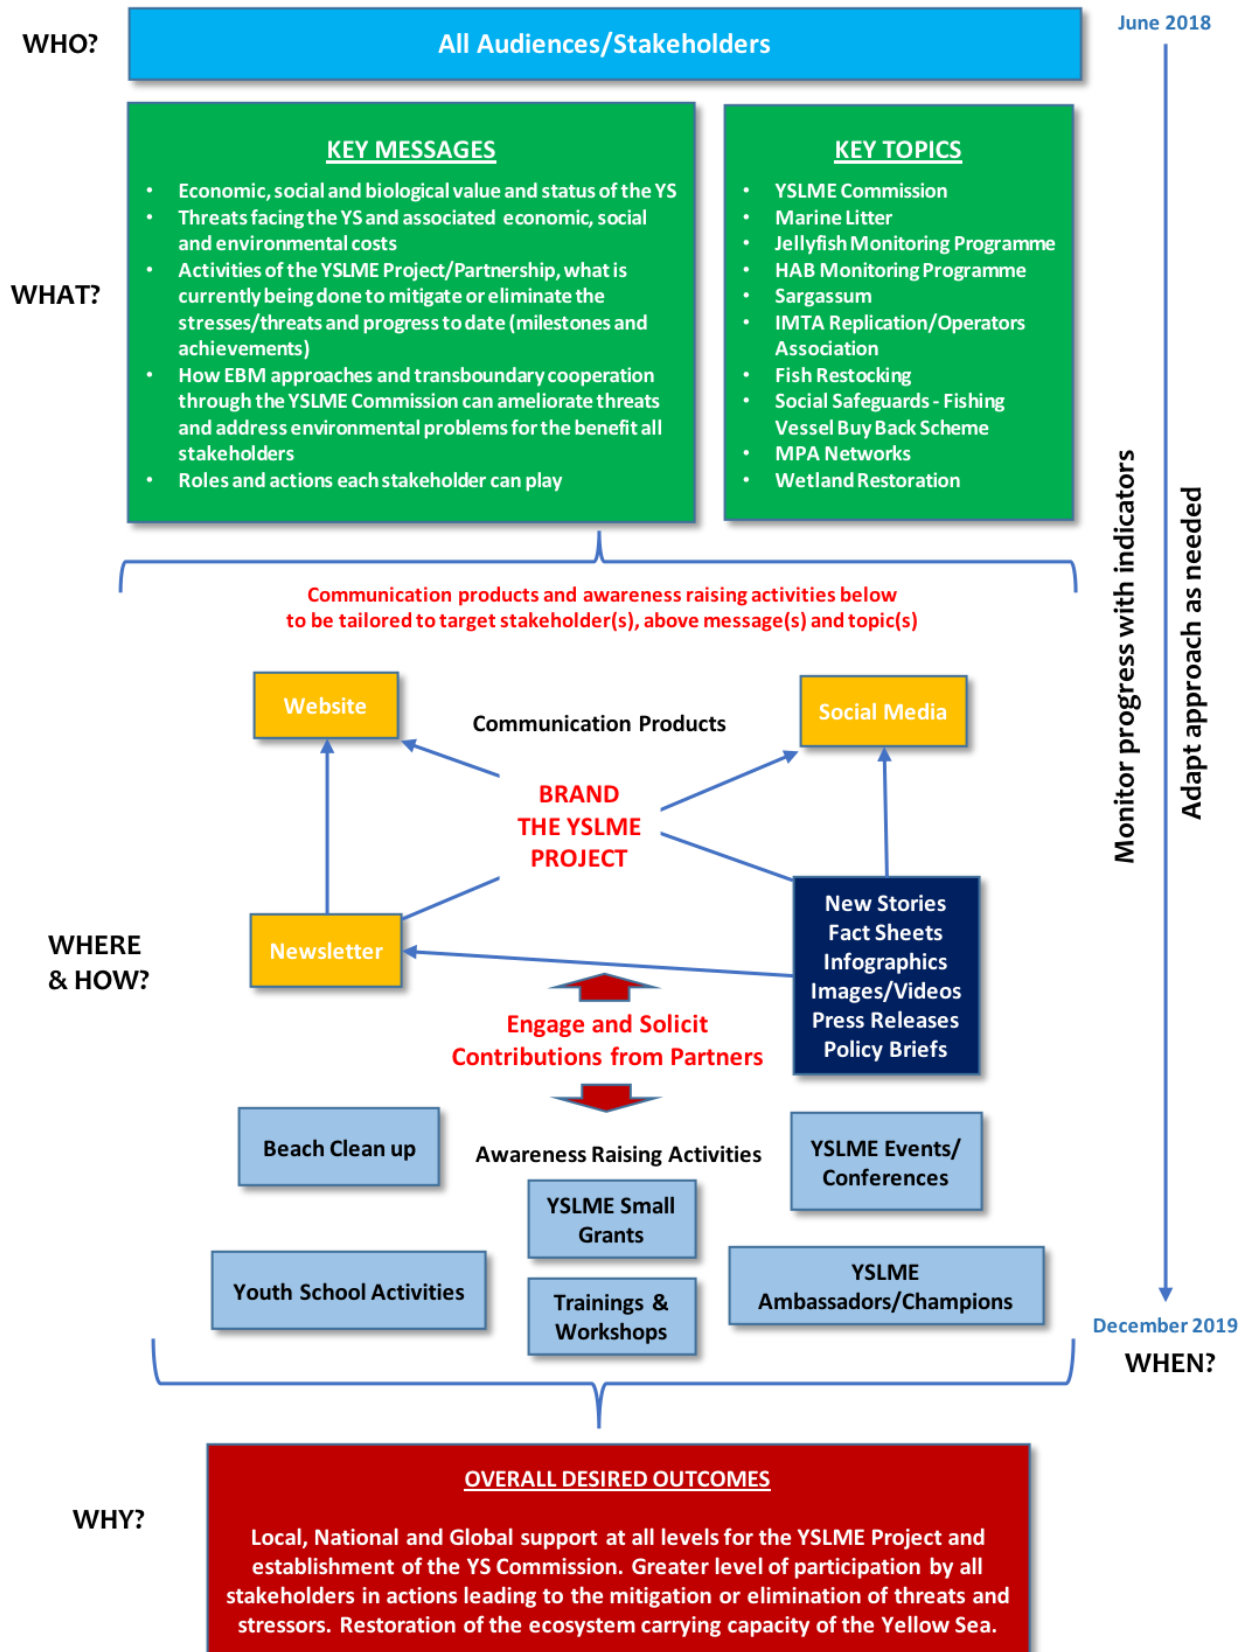 June 2018
WHO?
All Audiences/Stakeholders
WHAT?
KEY MESSAGES
• Economic, social and biological value and status of the YS
• Threats facing the YS and associated economic, social
and environmental costs
• Activities of the YSLME Project/Partnership, what is
currently being done to mitigate or eliminate the
stresses/threats and progress to date (milestones and
achievements)
• How EBM approaches and transboundary cooperation
through the YSLME Commission can ameliorate threats
and address environmental problems for the benefit all
stakeholders
• Roles and actions each stakeholder can play
KEY TOPICS
• YSLME Commission
• Marine Litter
• Jellyfish Monitoring Programme
• HAB Monitoring Programme
• Sargassum
• IMTA Replication/Operators
Association
• Fish Restocking
• Social Safeguards - Fishing
Vessel Buy Back Scheme
• MPA Networks
• Wetland Restoration
Monitor progress with indicators
Adapt approach as needed
Communication products and awareness raising activities below
to be tailored to target stakeholder(s), above message(s) and topic(s)
Website
Communication Products
Social Media
BRAND
THE YSLME
PROJECT
WHERE
& HOW?
Newsletter
New Stories
Fact Sheets
Infographics
Images/Videos
Press Releases
Policy Briefs
Engage and Solicit
Contributions from Partners
Beach Clean up
Awareness Raising Activities
YSLME Events/
Conferences
YSLME Small
Grants
Youth School Activities
Trainings &
Workshops
YSLME
Ambassadors/Champions
December 2019
WHEN?
WHY?
OVERALL DESIRED OUTCOMES
Local, National and Global support at all levels for the YSLME Project and
establishment of the YS Commission. Greater level of participation by all
stakeholders in actions leading to the mitigation or elimination of threats and
stressors. Restoration of the ecosystem carrying capacity of the Yellow Sea.